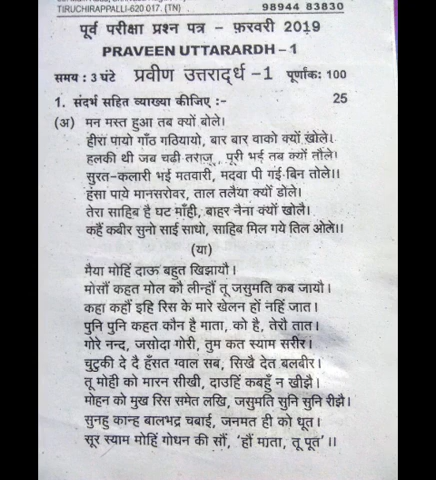 TIRUCHIRAPPALLI-620 017. (TN)
98944 83830
पूर्व परीक्षा प्रश्न पत्र - फ़रवरी 2019
PRAVEEN UTTARARDH – 1
समय : 3 घंटे प्रवीण उत्तरार्द्ध -1 पूर्णांक: 100
1. संदर्भ सहित व्याख्या कीजिए :- 25
(अ) मन मस्त हुआ तब क्यों बोले।
हीरा पायो गाँठ गठियायो, बार बार वाको क्यों खोले।
हलकी थी जब चढी तराजू, पूरी भई तब क्यों तौले।
सुरत-कलारी भई मतवारी, मदवा पी गई बिन तोले।।
हंसा पाये मानसरोवर, ताल तलैया क्यों डोले।
तेरा साहिब है घट माँही, बाहर नैना क्यों खोलै।
कहैं कबीर सुनो साई साधो, साहिब मिल गये तिल ओले।।
(या)
मैया मोहिं दाऊ बहुत खिझायौ।
मोसौं कहत मोल कौ लीन्हौं तू जसुमति कब जायौ।
कहा कहौं इहि रिस के मारे खेलन हों नहिं जात।
पुनि पुनि कहत कौन है माता, को है, तेरौ तात।
गोरे नन्द, जसोदा गोरी, तुम कत स्याम सरीर।
चुटुकी दे दै हँसत ग्वाल सब, सिखै देत बलबीर।
तू मोही को मारन सीखी, दाउहिं कबहुँ न खीझै।
मोहन को मुख रिस समेत लखि, जसुमति सुनि सुनि रीझै।
सुनहु कान्ह बालभद्र चबाई, जनमत ही को धूत।
सूर स्याम मोहिं गोधन की सौं, 'हौं माता, तू पूत'।।